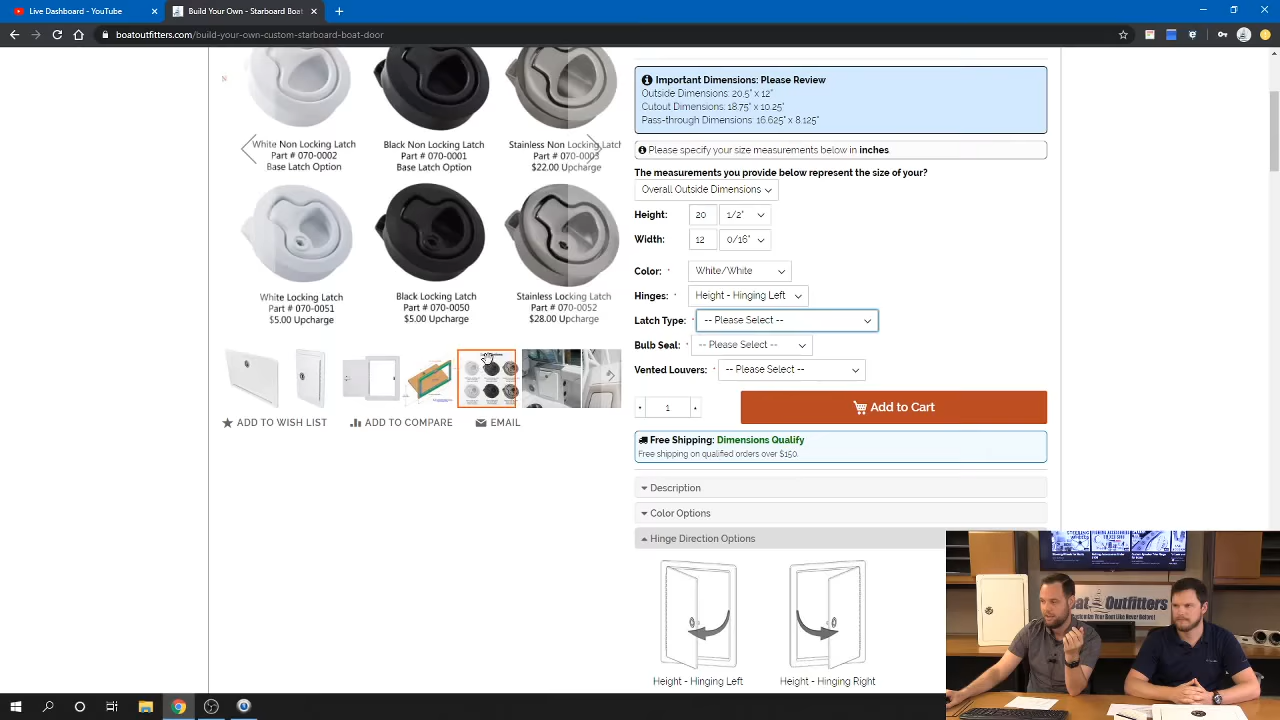 Live Dashboard - YouTube
Build Your Own - Starboard Boat
boatoutfitters.com/build-your-own-custom-starboard-boat-door
White Non Locking Latch
Part # 070-0002
Base Latch Option
Black Non Locking Latch
Part # 070-0001
Base Latch Option
Stainless Non Locking Latch
Part # 070-0003
$22.00 Upcharge
White Locking Latch
Part # 070-0051
$5.00 Upcharge
Black Locking Latch
Part # 070-0050
$5.00 Upcharge
Stainless Locking Latch
Part # 070-0052
$28.00 Upcharge
ADD TO WISH LIST
ADD TO COMPARE
EMAIL
Important Dimensions: Please Review
Outside Dimensions: 20.5" x 12"
Cutout Dimensions: 18.75" x 10.25"
Pass-through Dimensions: 16.625" x 8.125"
Please specify your size measurements below in inches
The measurements you provide below represent the size of your?
Overall Outside Dimensions
Height: 20 1/2"
Width: 12 0/16"
Color: * White/White
Hinges: * Height - Hinging Left
Latch Type: * -- Please Select --
Bulb Seal: * -- Please Select --
Vented Louvers: * -- Please Select --
1
Add to Cart
Free Shipping: Dimensions Qualify
Free shipping on qualified orders over $150.
Description
Color Options
Hinge Direction Options
Height - Hinging Left
Height - Hinging Right
Boat Outfitters
Customize Your Boat Like Never Before!